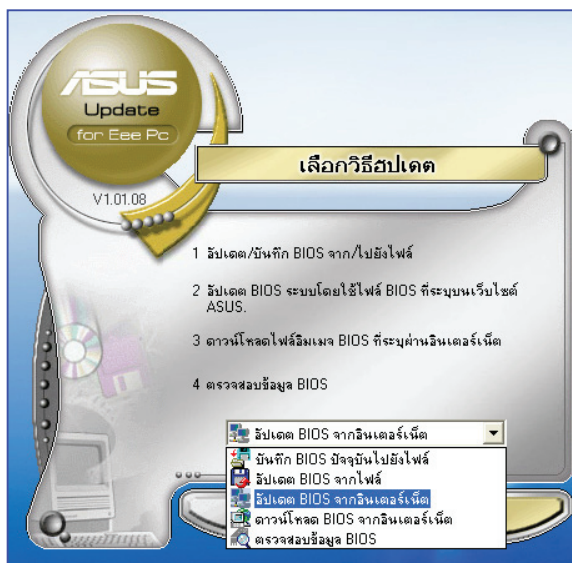 ASUS
Update
for Eee Pc
V1.01.08
เลือกวิธีอัปเดต
1 อัปเดต/บันทึก BIOS จาก/ไปยังไฟล์
2 อัปเดต BIOS ระบบโดยใช้ไฟล์ BIOS ที่ระบุบนเว็บไซต์
ASUS.
3 ดาวน์โหลดไฟล์อิมเมจ BIOS ที่ระบุผ่านอินเตอร์เน็ต
4 ตรวจสอบข้อมูล BIOS
อัปเดต BIOS จากอินเตอร์เน็ต
บันทึก BIOS ปัจจุบันไปยังไฟล์
อัปเดต BIOS จากไฟล์
อัปเดต BIOS จากอินเตอร์เน็ต
ดาวน์โหลด BIOS จากอินเตอร์เน็ต
ตรวจสอบข้อมูล BIOS